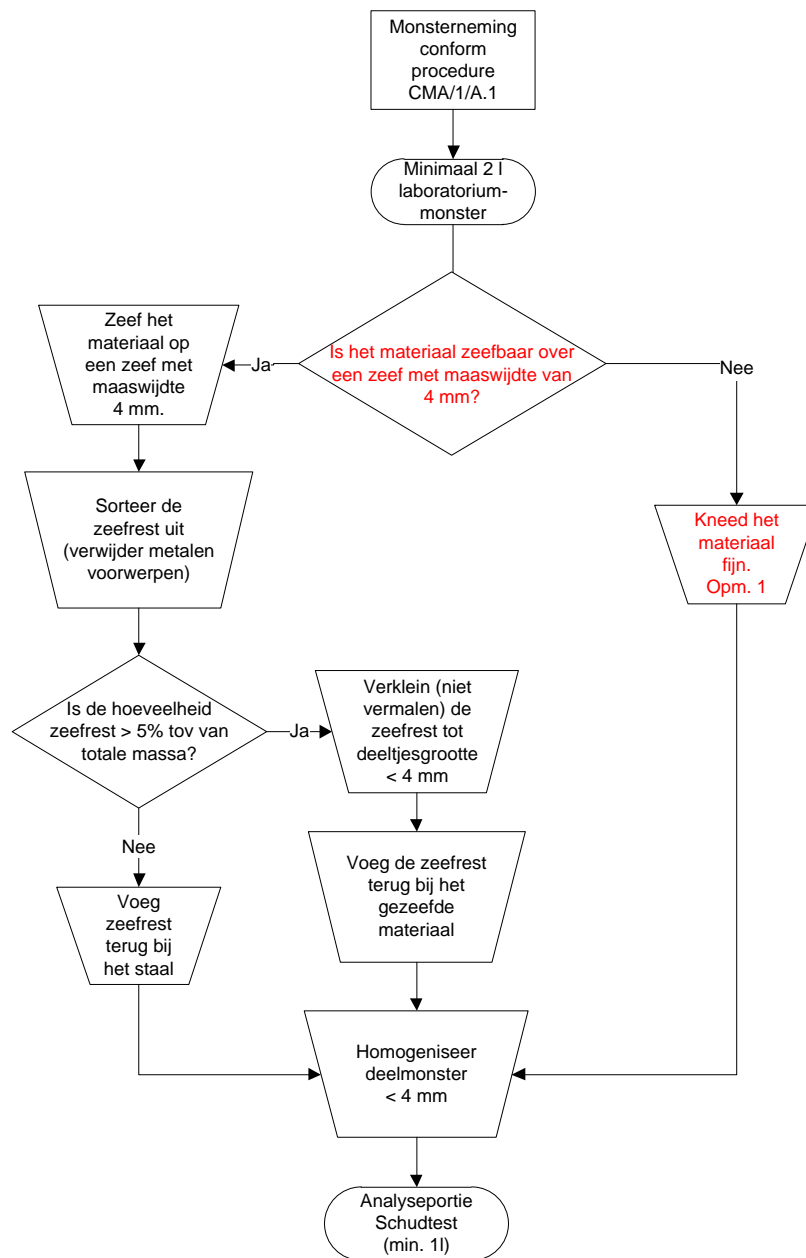 Monsterneming
conform
procedure
CMA/1/A.1
Minimaal 2 l
laboratorium-
monster
Is het materiaal zeefbaar over
een zeef met maaswijdte van
4 mm?
Ja
Nee
Zeef het
materiaal op
een zeef met
maaswijdte
4 mm.
Sorteer de
zeefrest uit
(verwijder metalen
voorwerpen)
Kneed het
materiaal
fijn.
Opm. 1
Is de hoeveelheid
zeefrest > 5% tov van
totale massa?
Ja
Nee
Verklein (niet
vermalen) de
zeefrest tot
deeltjesgrootte
< 4 mm
Voeg de zeefrest
terug bij het
gezeefde
materiaal
Voeg
zeefrest
terug bij
het staal
Homogeniseer
deelmonster
< 4 mm
Analyseportie
Schudtest
(min. 1l)